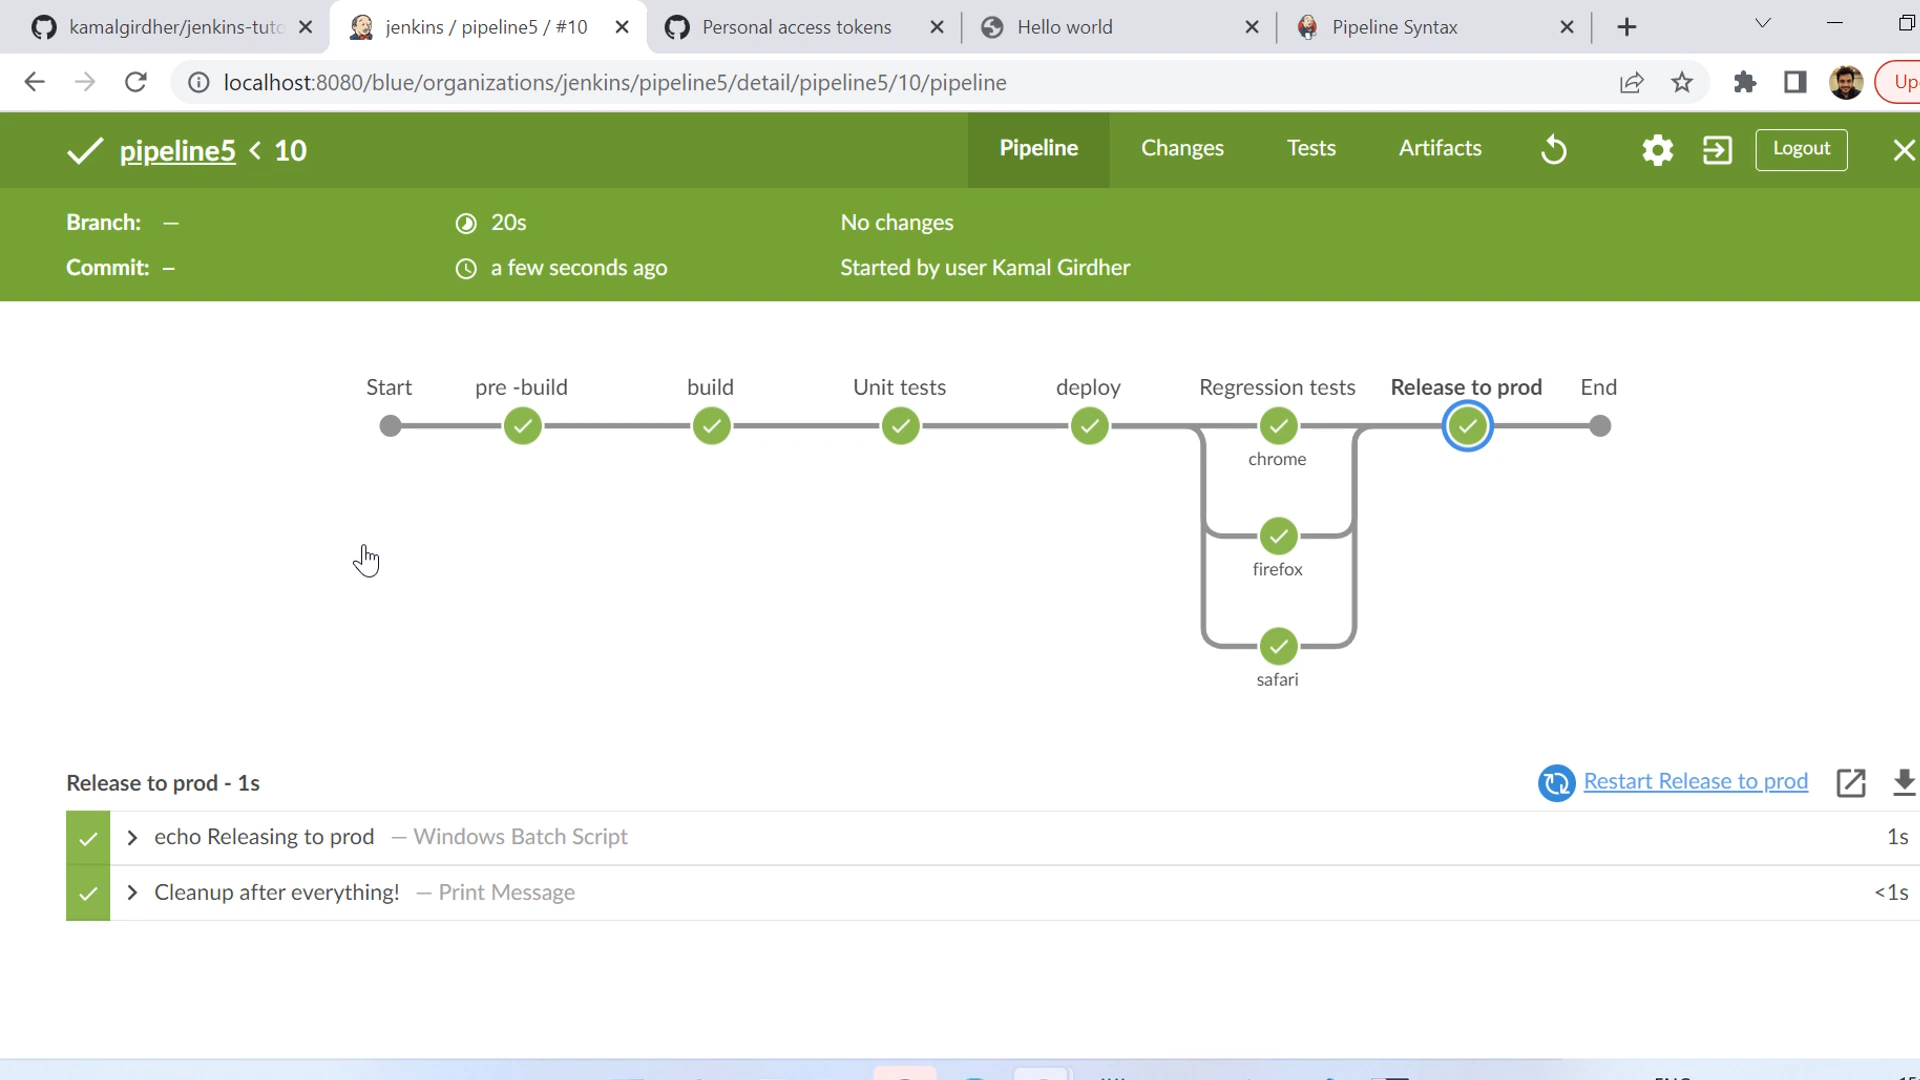 kamalgirdher/jenkins-tuto
jenkins / pipeline5 / #10
Personal access tokens
Hello world
Pipeline Syntax
localhost:8080/blue/organizations/jenkins/pipeline5/detail/pipeline5/10/pipeline
pipeline5 < 10
Pipeline
Changes
Tests
Artifacts
Logout
Branch: —
20s
No changes
Commit: –
a few seconds ago
Started by user Kamal Girdher
Start
pre -build
build
Unit tests
deploy
Regression tests
Release to prod
End
chrome
firefox
safari
Release to prod - 1s
Restart Release to prod
echo Releasing to prod — Windows Batch Script
1s
Cleanup after everything! — Print Message
<1s